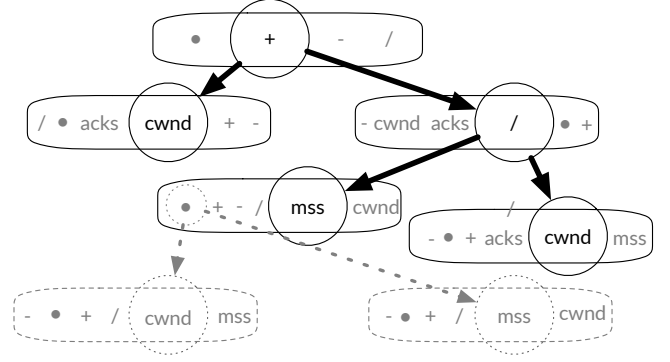 ● + - /
/ ● acks cwnd + -
- cwnd acks / ● +
● + - / mss cwnd
/
- ● + acks cwnd mss
- ● + / cwnd mss
- ● + / mss cwnd